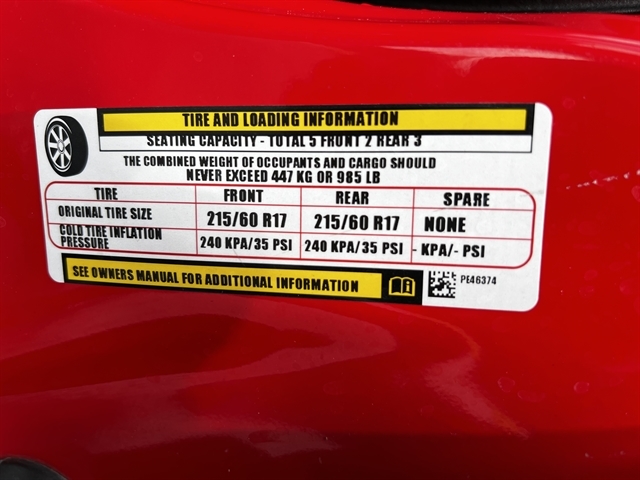 TIRE AND LOADING INFORMATION
SEATING CAPACITY - TOTAL 5 FRONT 2 REAR 3
THE COMBINED WEIGHT OF OCCUPANTS AND CARGO SHOULD
NEVER EXCEED 447 KG OR 985 LB
TIRE FRONT REAR SPARE
ORIGINAL TIRE SIZE 215/60 R17 215/60 R17 NONE
COLD TIRE INFLATION
PRESSURE 240 KPA/35 PSI 240 KPA/35 PSI - KPA/- PSI
SEE OWNERS MANUAL FOR ADDITIONAL INFORMATION
PE46374